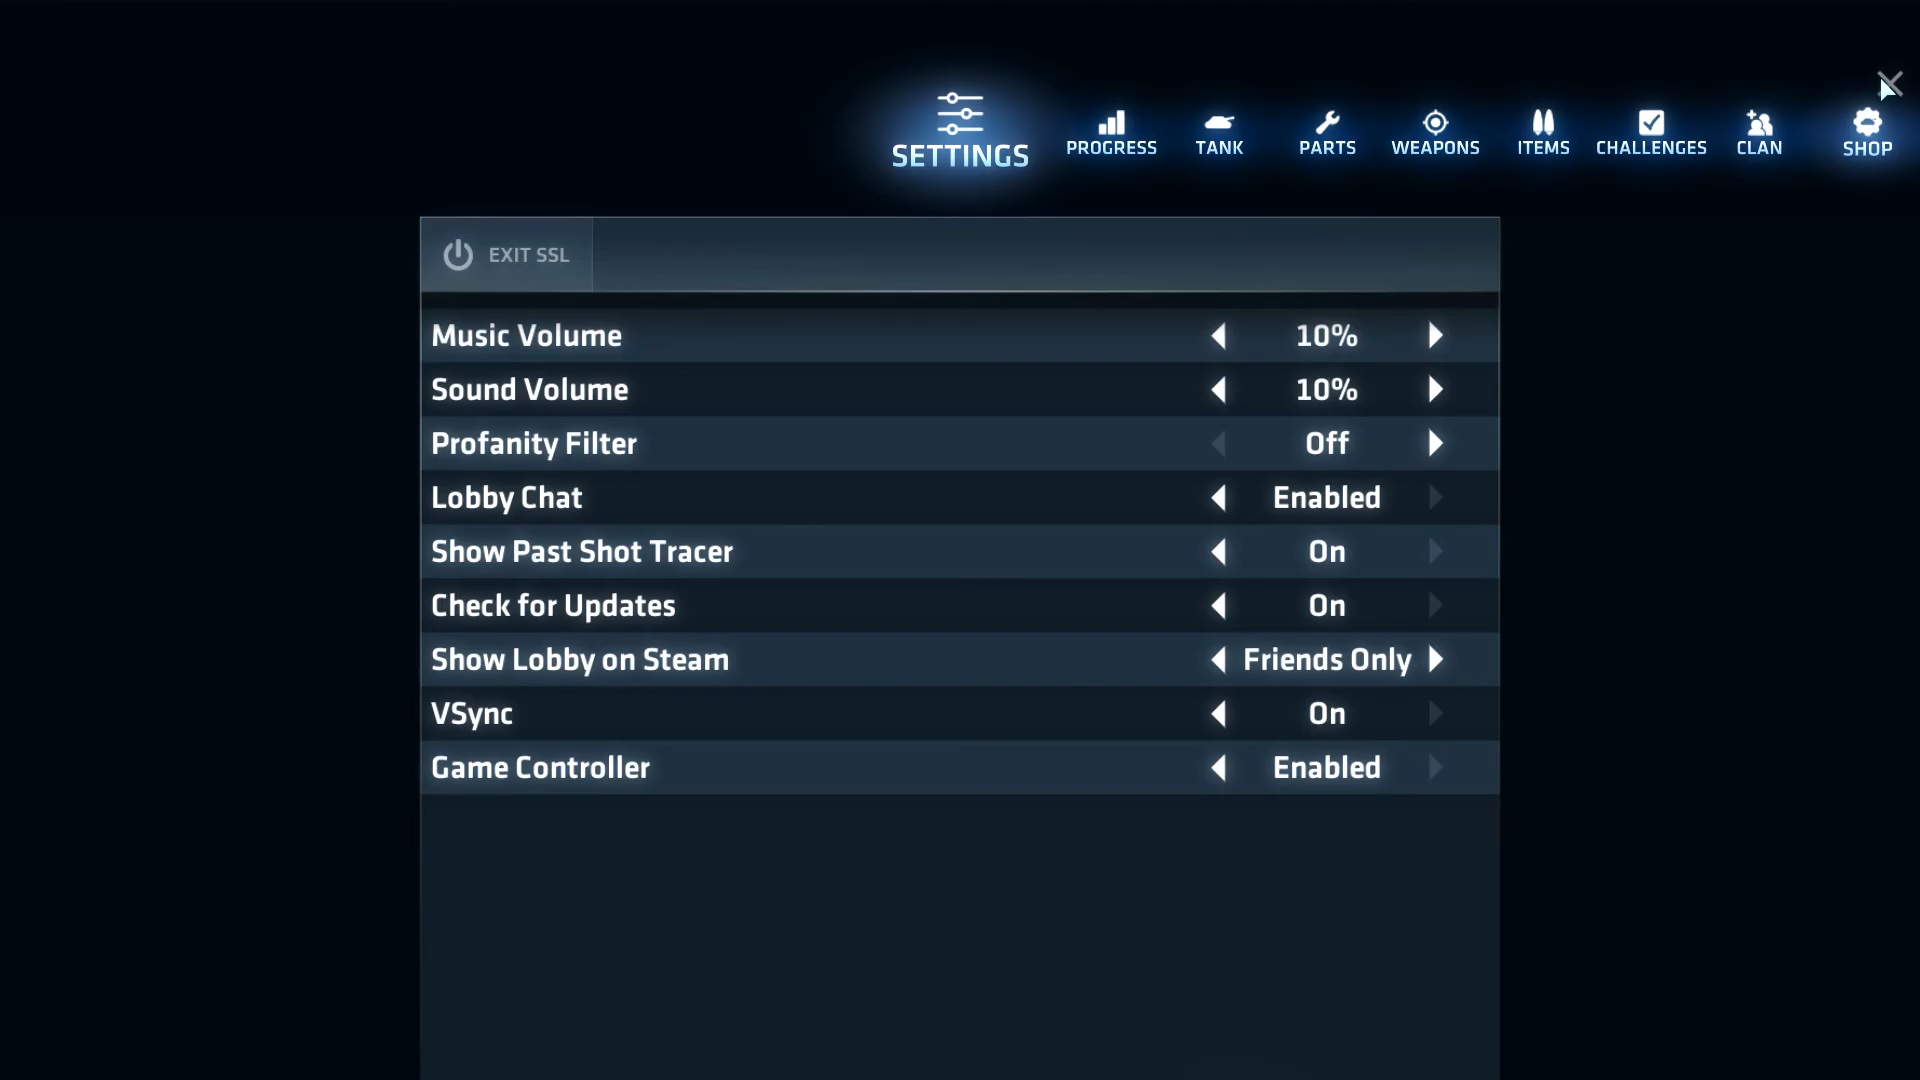 SETTINGS
PROGRESS
TANK
PARTS
WEAPONS
ITEMS
CHALLENGES
CLAN
SHOP
EXIT SSL
Music Volume 10%
Sound Volume 10%
Profanity Filter Off
Lobby Chat Enabled
Show Past Shot Tracer On
Check for Updates On
Show Lobby on Steam Friends Only
VSync On
Game Controller Enabled